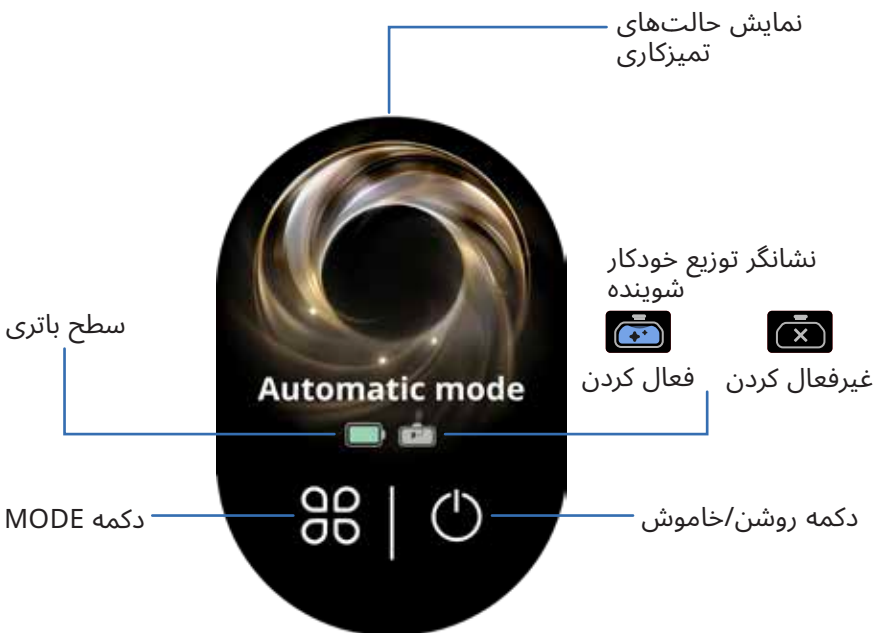 نمایش حالت‌های
تمیزکاری
نشانگر توزیع خودکار
شوینده
غیرفعال کردن
فعال کردن
سطح باتری
Automatic mode
دکمه روشن/خاموش
دکمه MODE